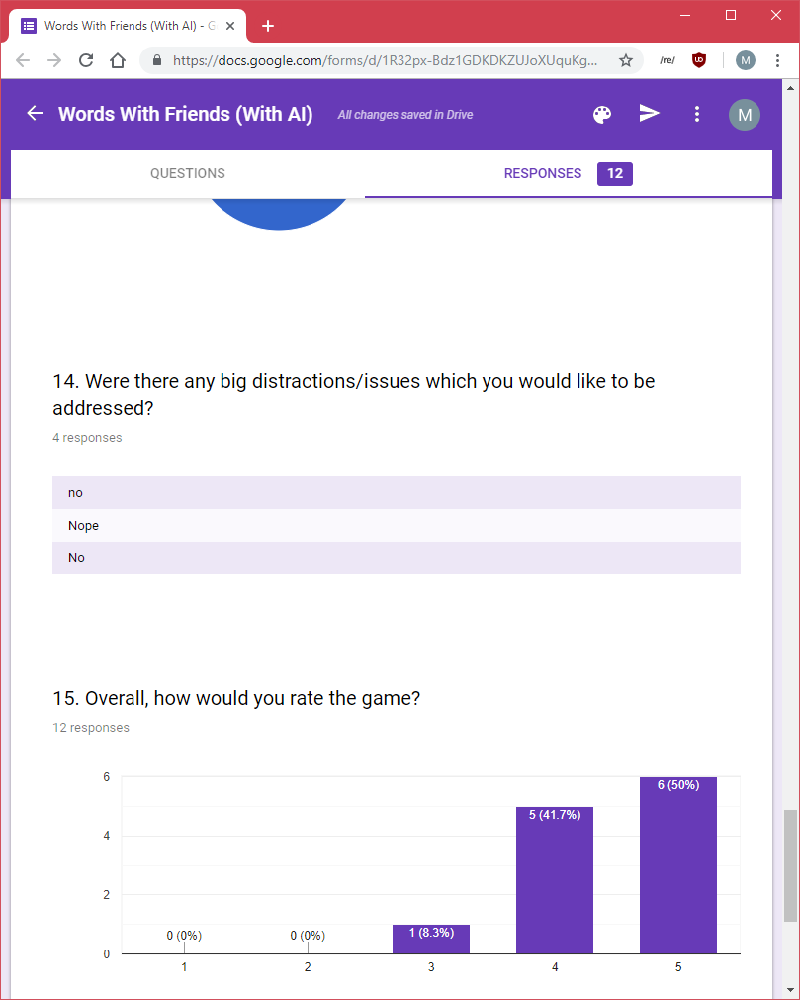 Words With Friends (With AI) - G
https://docs.google.com/forms/d/1R32px-Bdz1GDKDKZUJoXUquKg...
/re/
M
Words With Friends (With AI)
All changes saved in Drive
M
QUESTIONS
RESPONSES
12
14. Were there any big distractions/issues which you would like to be
addressed?
4 responses
no
Nope
No
15. Overall, how would you rate the game?
12 responses
6
4
2
0
0 (0%)
0 (0%)
1 (8.3%)
5 (41.7%)
6 (50%)
1
2
3
4
5